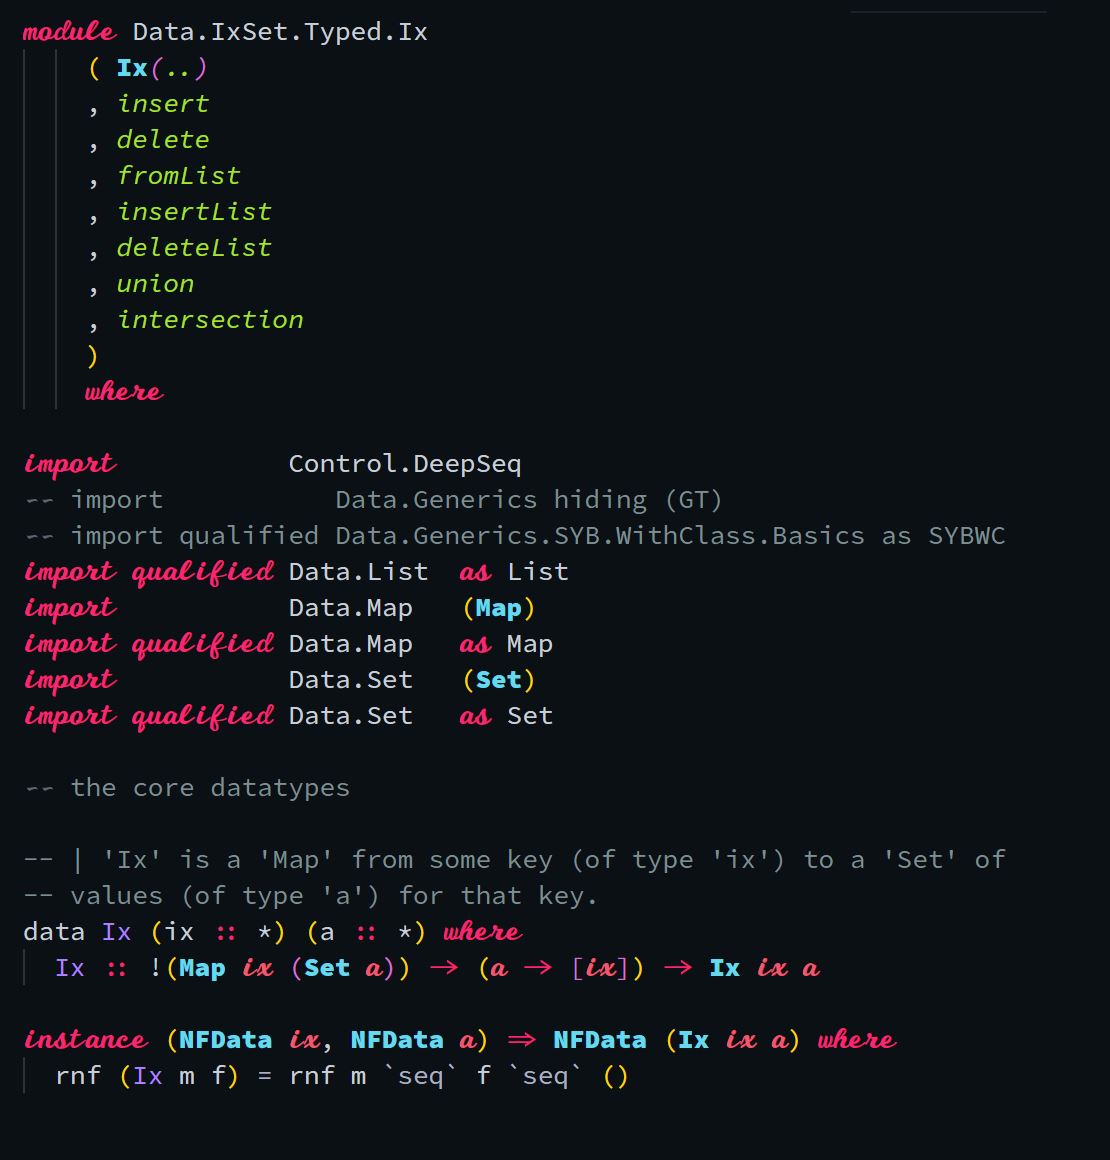 module Data.IxSet.Typed.Ix
    ( Ix(..)
    , insert
    , delete
    , fromList
    , insertList
    , deleteList
    , union
    , intersection
    )
    where

import           Control.DeepSeq
-- import           Data.Generics hiding (GT)
-- import qualified Data.Generics.SYB.WithClass.Basics as SYBWC
import qualified Data.List  as List
import           Data.Map   (Map)
import qualified Data.Map   as Map
import           Data.Set   (Set)
import qualified Data.Set   as Set

-- the core datatypes

-- | 'Ix' is a 'Map' from some key (of type 'ix') to a 'Set' of
-- values (of type 'a') for that key.
data Ix (ix :: *) (a :: *) where
  Ix :: !(Map ix (Set a)) -> (a -> [ix]) -> Ix ix a

instance (NFData ix, NFData a) => NFData (Ix ix a) where
  rnf (Ix m f) = rnf m `seq` f `seq` ()